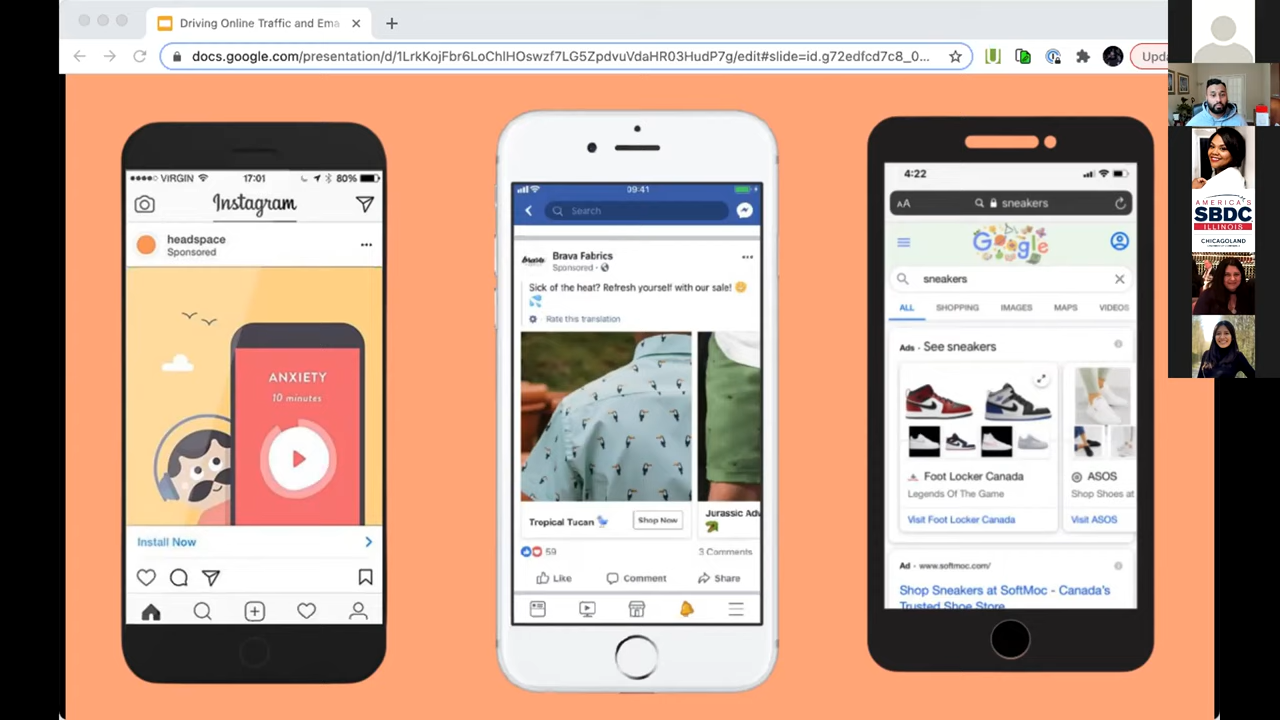 Driving Online Traffic and Ema
docs.google.com/presentation/d/1LrkKojFbr6LoChlHOswzf7LG5ZpdvuVdaHR03HudP7g/edit#slide=id.g72edfcd7c8_0...
Upda
VIRGIN
17:01
80%
Instagram
headspace
Sponsored
•••
ANXIETY
10 minutes
Install Now
09:41
Search
brava
Brava Fabrics
Sponsored ·
Sick of the heat? Refresh yourself with our sale!
Rate this translation
Tropical Tucan
Shop Now
Jurassic Adv
59
3 Comments
Like
Comment
Share
4:22
AA
sneakers
Google
sneakers
ALL
SHOPPING
IMAGES
MAPS
VIDEOS
Ads · See sneakers
Foot Locker Canada
Legends Of The Game
Visit Foot Locker Canada
ASOS
Shop Shoes at
Visit ASOS
Ad · www.softmoc.com/
Shop Sneakers at SoftMoc - Canada's
Trusted Shoe Store
AMERICA'S
SBDC
ILLINOIS
CHICAGOLAND